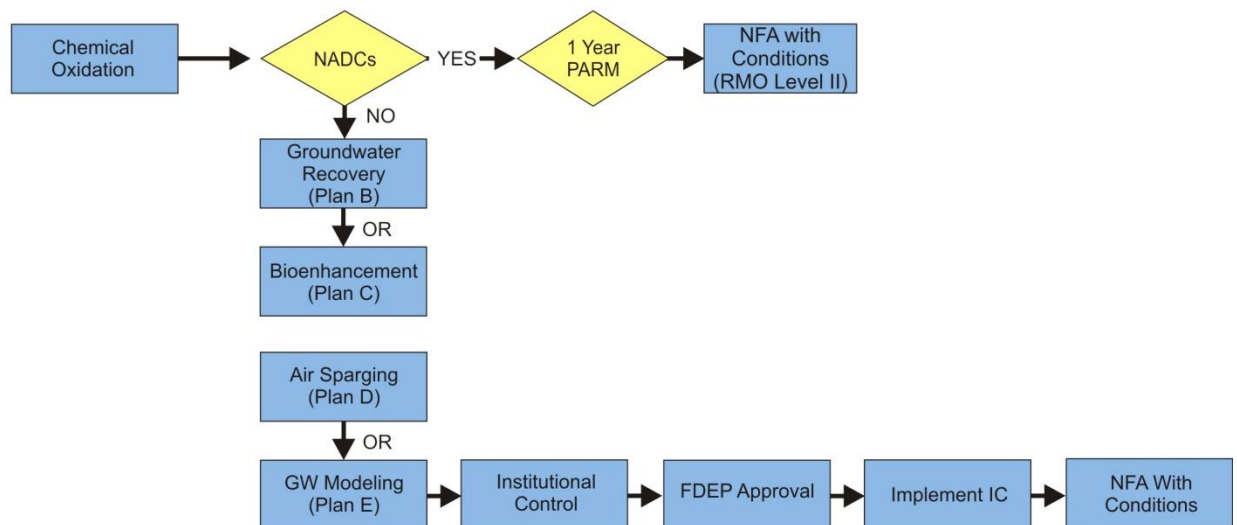 Chemical
Oxidation
NADCs
YES
1 Year
PARM
NFA with
Conditions
(RMO Level II)
NO
Groundwater
Recovery
(Plan B)
OR
Bioenhancement
(Plan C)
Air Sparging
(Plan D)
OR
GW Modeling
(Plan E)
Institutional
Control
FDEP Approval
Implement IC
NFA With
Conditions